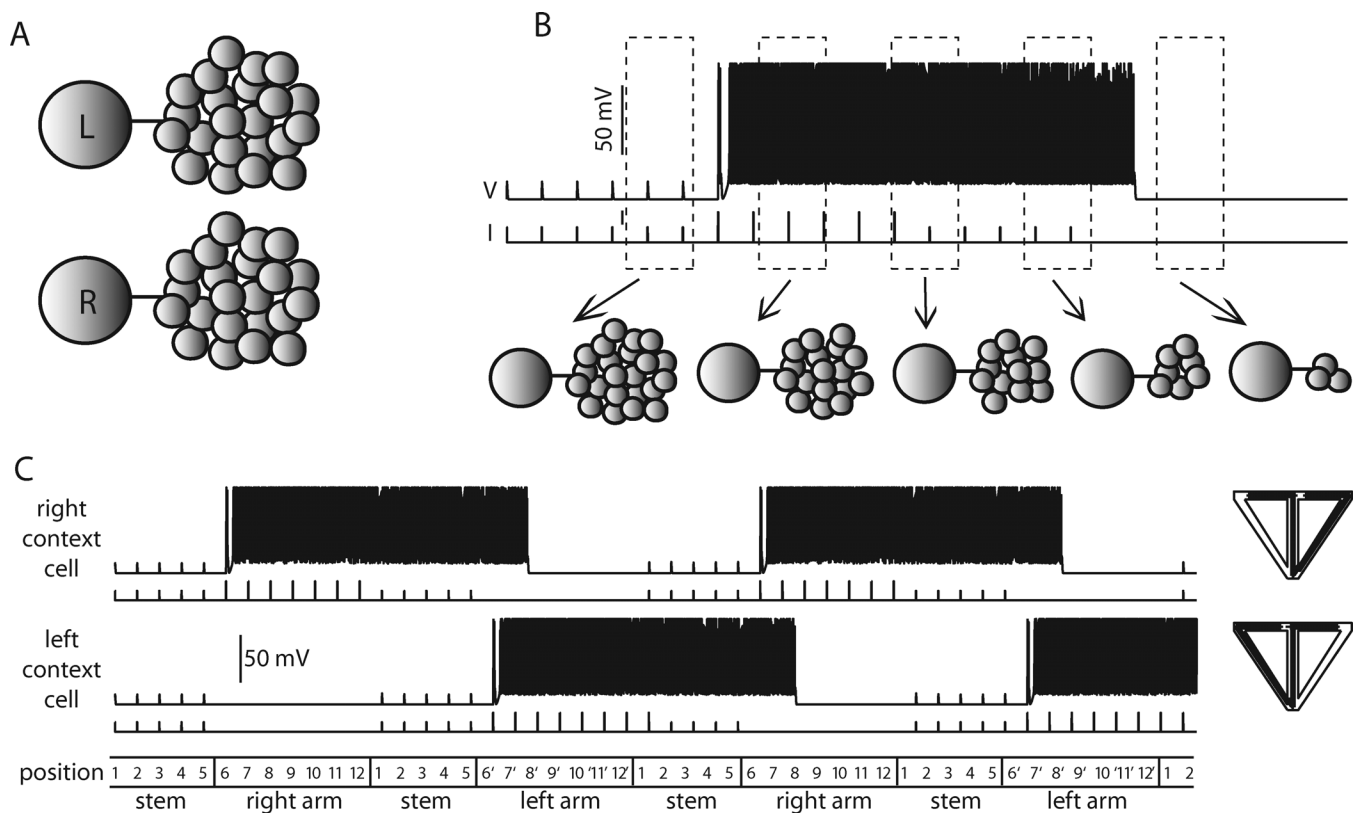 A
L
R
B
50 mV
V
I
C
right
context
cell
left
context
cell
50 mV
position 1 2 3 4 5 6 7 8 9 10 11 12 1 2 3 4 5 6' 7' 8' 9' 10 '11' 12' 1 2 3 4 5 6 7 8 9 10 11 12 1 2 3 4 5 6' 7' 8' 9' 10 '11' 12' 1 2
stem right arm stem left arm stem right arm stem left arm